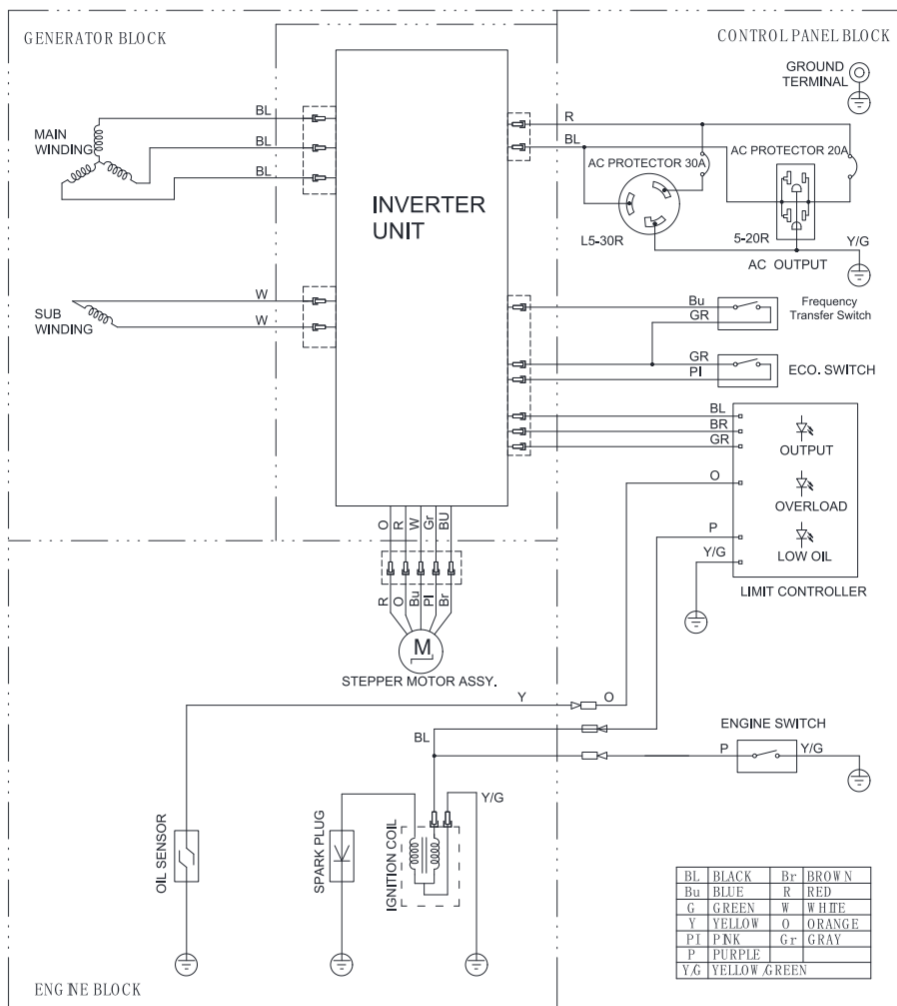 GENERATOR BLOCK
CONTROL PANEL BLOCK
GROUND
TERMINAL
MAIN
WINDING
BL
BL
BL
R
BL
AC PROTECTOR 30A
AC PROTECTOR 20A
INVERTER
UNIT
L5-30R
5-20R
Y/G
AC OUTPUT
SUB
WINDING
W
W
Bu
GR
Frequency
Transfer Switch
GR
PI
ECO. SWITCH
BL
BR
GR
OUTPUT
O
OVERLOAD
P
LOW OIL
Y/G
LIMIT CONTROLLER
O R W Gr BU
R O Bu PI Br
M
STEPPER MOTOR ASSY.
Y
O
BL
ENGINE SWITCH
P
Y/G
Y/G
OIL SENSOR
SPARK PLUG
IGNITION COIL
BL BLACK Br BROWN
Bu BLUE R RED
G GREEN W WHITE
Y YELLOW O ORANGE
PI PINK Gr GRAY
P PURPLE
Y/G YELLOW/GREEN
ENGINE BLOCK